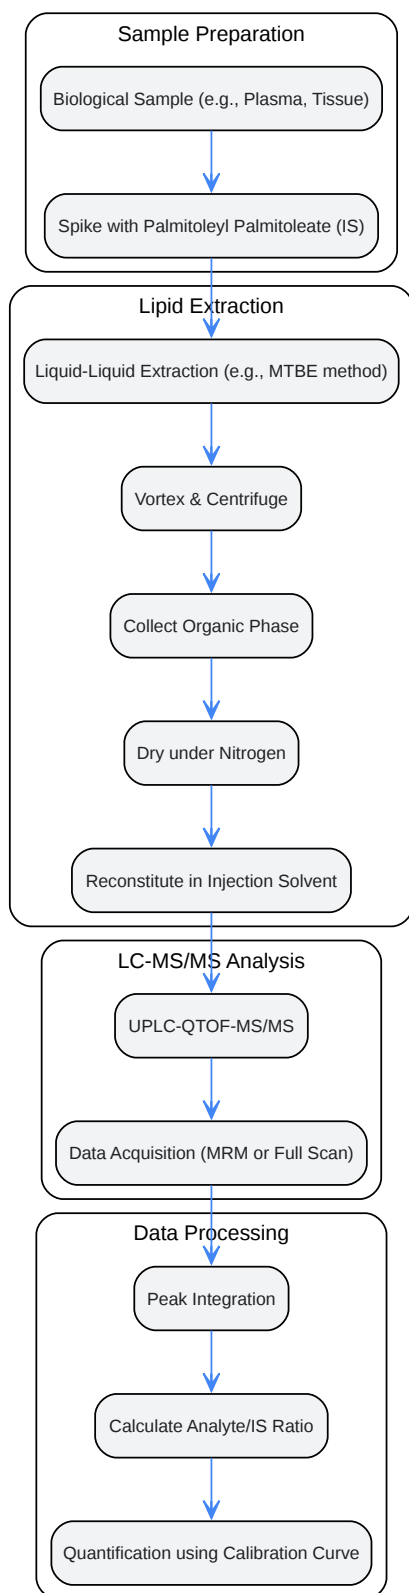 Sample Preparation
Biological Sample (e.g., Plasma, Tissue)
Spike with Palmitoleyl Palmitoleate (IS)
Lipid Extraction
Liquid-Liquid Extraction (e.g., MTBE method)
Vortex & Centrifuge
Collect Organic Phase
Dry under Nitrogen
Reconstitute in Injection Solvent
LC-MS/MS Analysis
UPLC-QTOF-MS/MS
Data Acquisition (MRM or Full Scan)
Data Processing
Peak Integration
Calculate Analyte/IS Ratio
Quantification using Calibration Curve